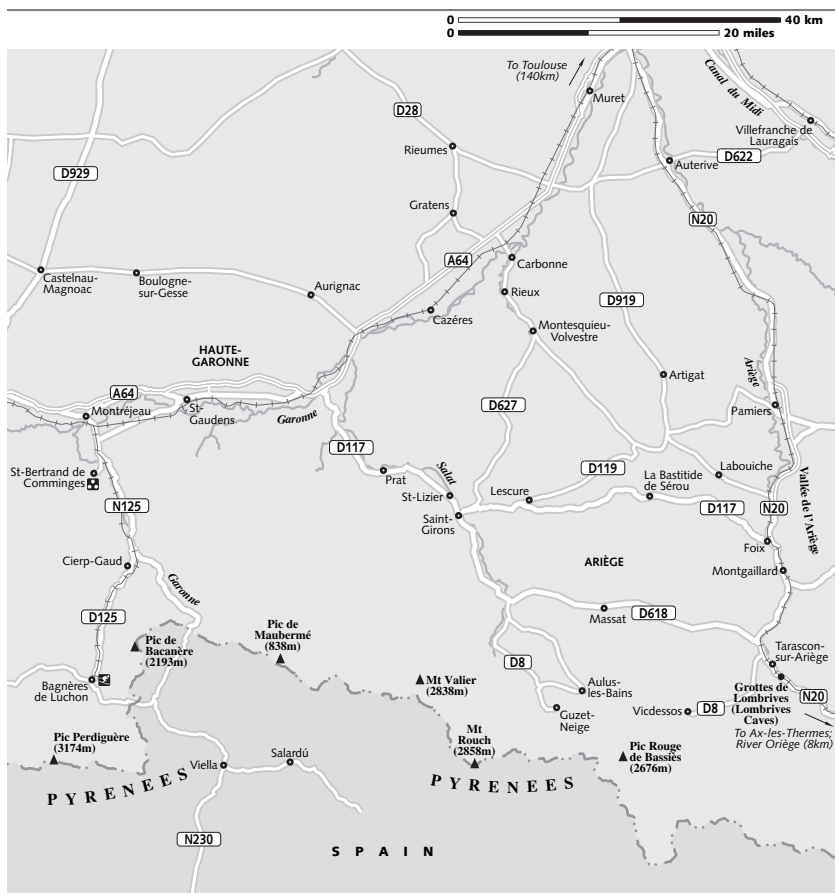 0 40 km
0 20 miles
To Toulouse
(140km)
Muret
Canal du Midi
Villefranche de
Lauragais
D28
Rieumes
Auterive
D622
D929
Gratens
N20
A64
Carbonne
Castelnau-
Magnoac
Boulogne-
sur-Gesse
Aurignac
Rieux
D919
Cazéres
Montesquieu-
Volvestre
HAUTE-
GARONNE
Ariège
Artigat
A64
Montréjeau
St-
Gaudens
Garonne
D627
Pamiers
D117
St-Bertrand de
Comminges
Prat
Salat
D119
Labouiche
St-Lizier
Lescure
La Bastitide
de Sérou
Vallée de l'Ariège
N125
Saint-
Girons
D117
N20
Foix
Cierp-Gaud
Garonne
ARIÈGE
Montgaillard
D125
Massat
D618
Pic de
Bacanère
(2193m)
Pic de
Maubermé
(838m)
Tarascon-
sur-Ariège
Bagnères
de Luchon
Mt Valier
(2838m)
D8
Aulus-
les-Bains
Grottes de
Lombrives
(Lombrives
Caves)
N20
Guzet-
Neige
Vicdessos
D8
To Ax-les-Thermes;
River Oriège (8km)
Pic Perdiguère
(3174m)
Mt
Rouch
(2858m)
Pic Rouge
de Bassiès
(2676m)
Viella
Salardú
PYRENEES
PYRENEES
N230
SPAIN